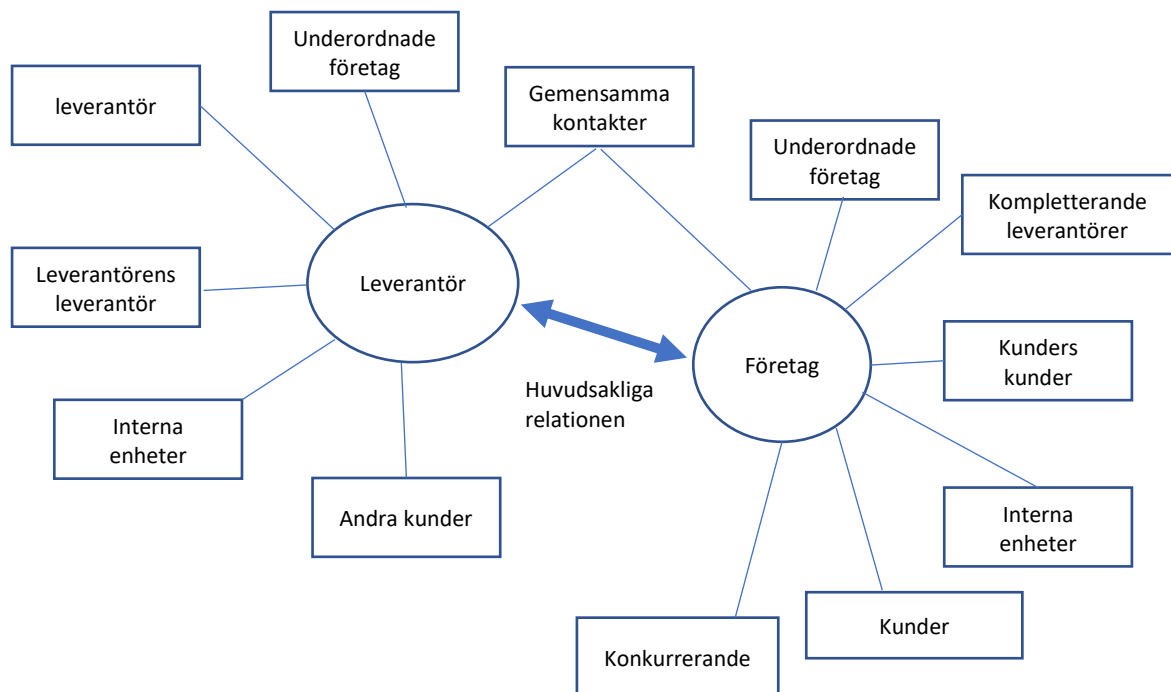 Underordnade
företag
leverantör
Gemensamma
kontakter
Underordnade
företag
Kompletterande
leverantörer
Leverantörens
leverantör
Leverantör
Företag
Kunders
kunder
Huvudsakliga
relationen
Interna
enheter
Andra kunder
Interna
enheter
Kunder
Konkurrerande